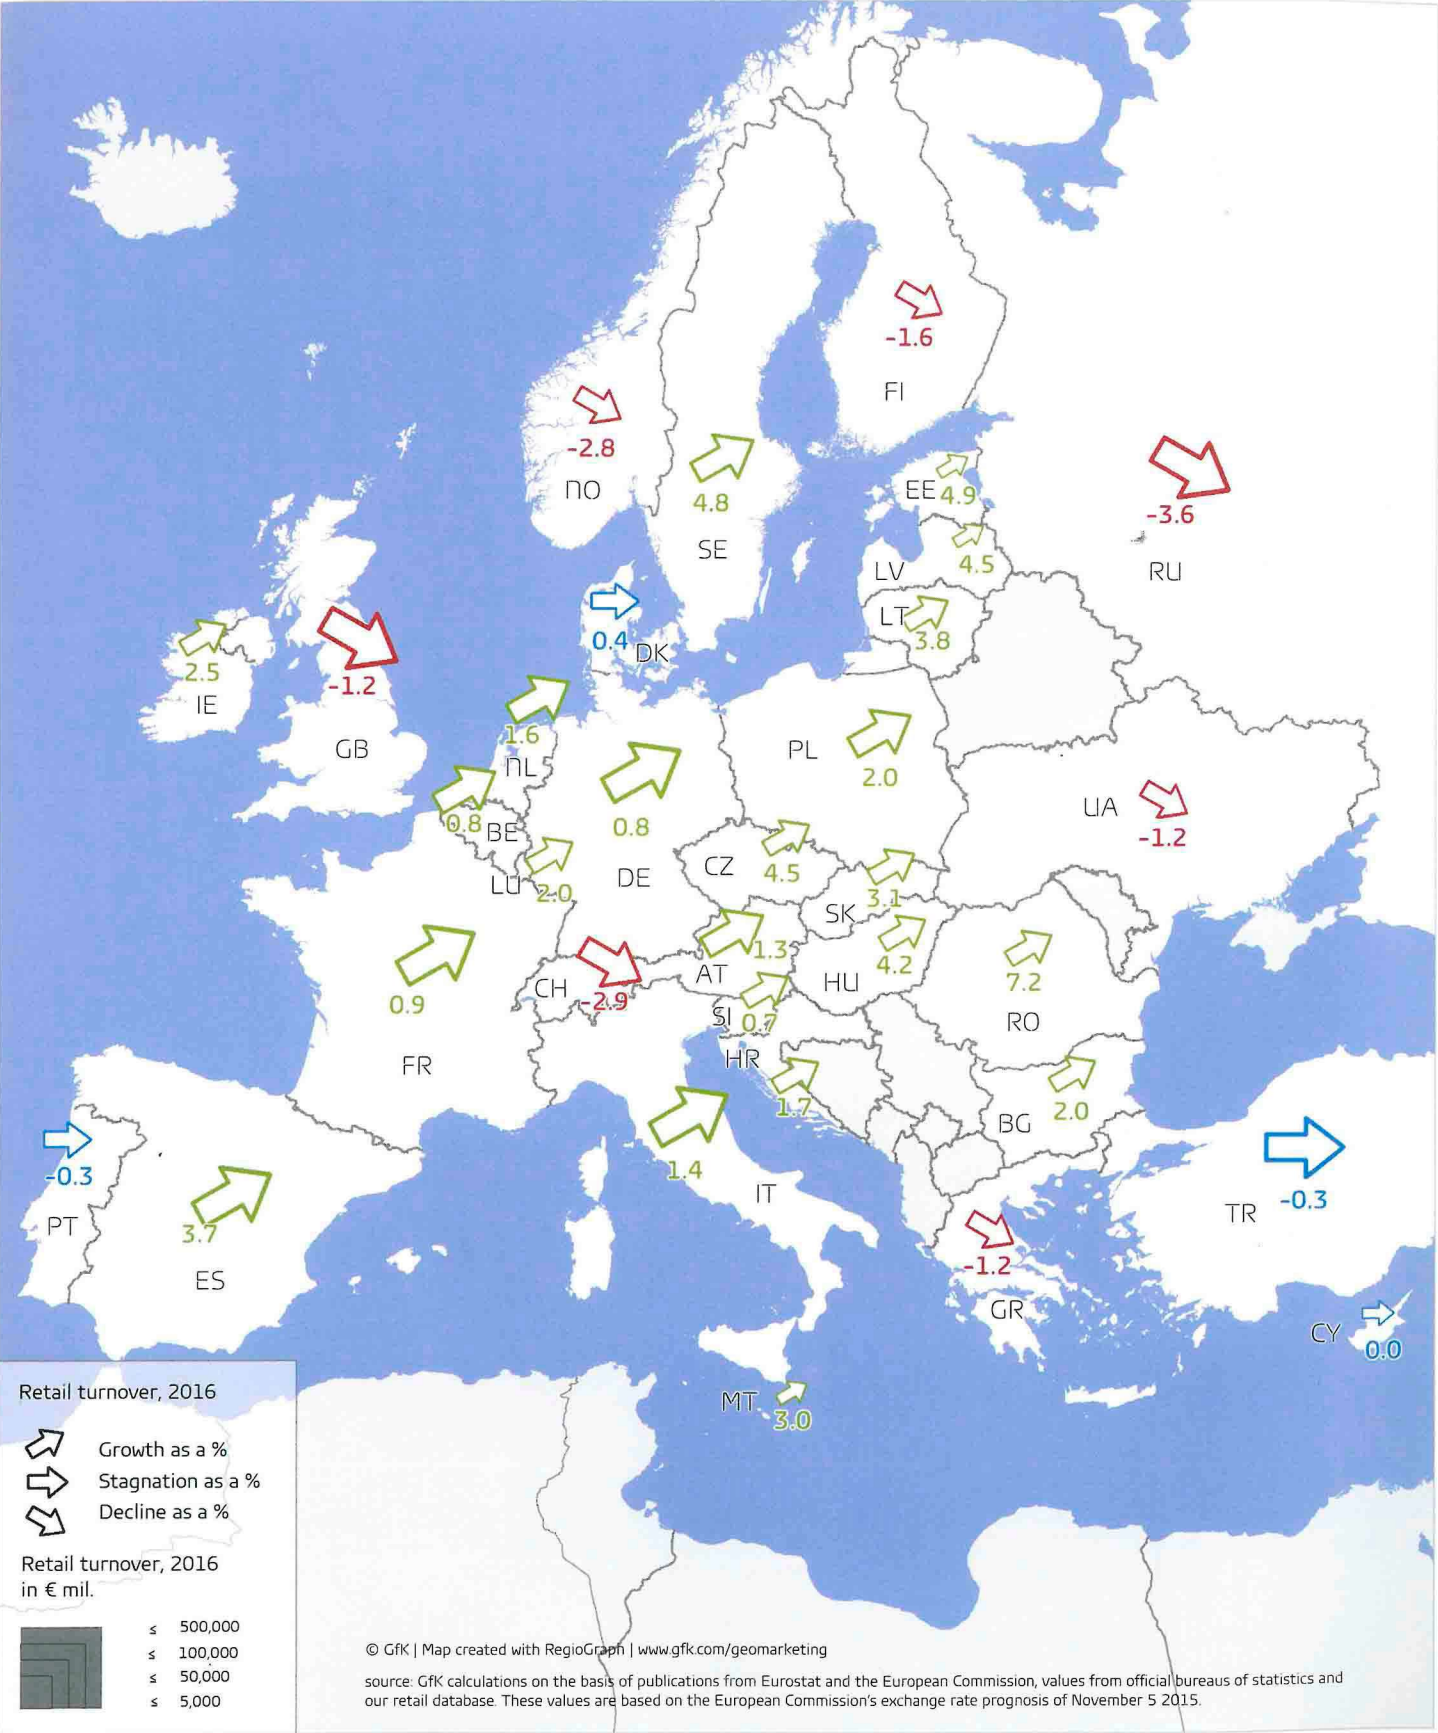 -1.6
FI
-2.8
NO
4.8
SE
EE 4.9
-3.6
RU
4.5
LV
LT
3.8
0.4
DK
2.5
IE
-1.2
GB
1.6
NL
0.8
BE
0.8
DE
PL
2.0
UA
-1.2
CZ
4.5
LU 2.0
SK
3.1
1.3
AT
HU
4.2
7.2
RO
0.9
FR
CH
-2.9
SI
0.7
HR
1.7
BG
2.0
-0.3
PT
3.7
ES
1.4
IT
-1.2
GR
TR
-0.3
CY
0.0
MT
3.0
Retail turnover, 2016
Growth as a %
Stagnation as a %
Decline as a %
Retail turnover, 2016
in € mil.
≤ 500,000
≤ 100,000
≤ 50,000
≤ 5,000
© GfK | Map created with RegioGraph | www.gfk.com/geomarketing
source: GfK calculations on the basis of publications from Eurostat and the European Commission, values from official bureaus of statistics and
our retail database. These values are based on the European Commission's exchange rate prognosis of November 5 2015.